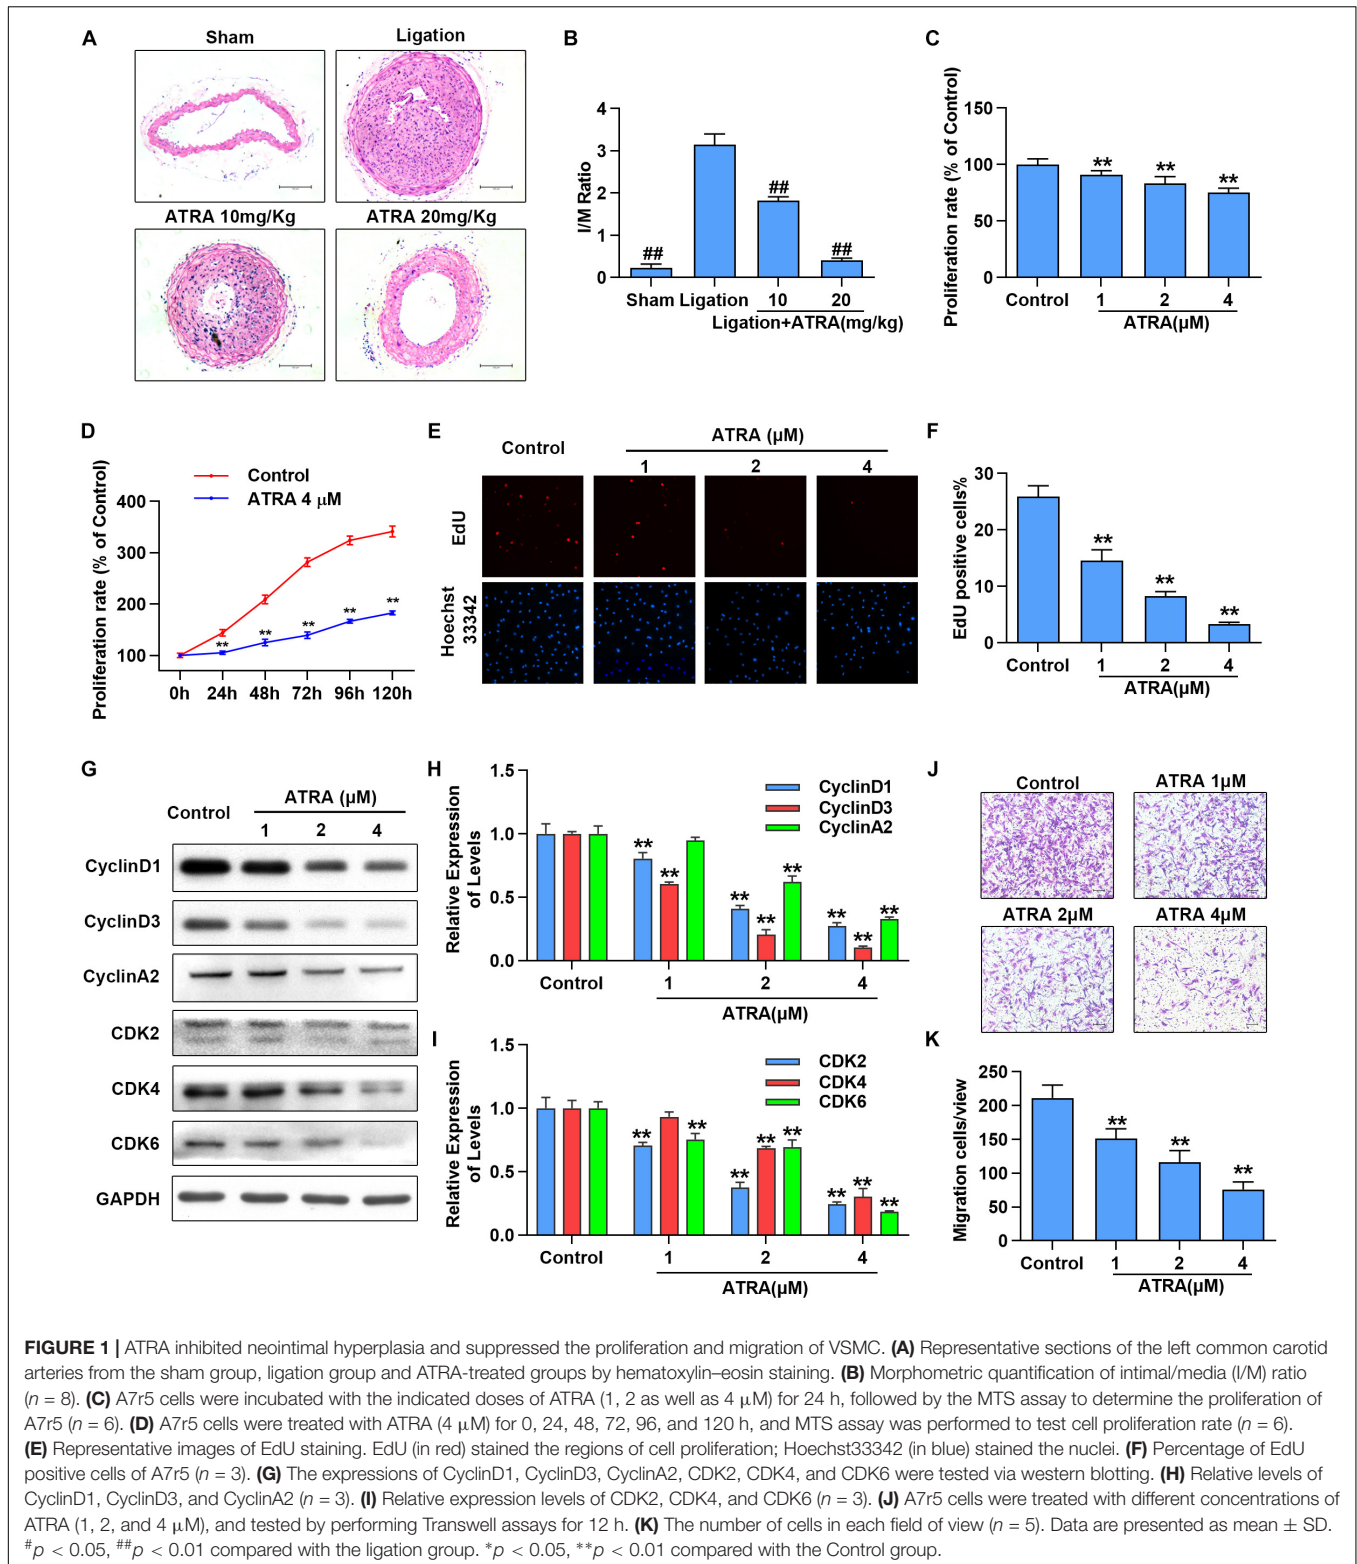 A
Sham
Ligation
ATRA 10mg/Kg
ATRA 20mg/Kg
B
I/M Ratio
4
3
2
1
0
##
##
##
Sham Ligation 10 20
Ligation+ATRA(mg/kg)
C
Proliferation rate (% of Control)
150
100
50
0
**
**
**
Control 1 2 4
ATRA(μM)
D
Proliferation rate (% of Control)
Control
ATRA 4 μM
400
300
200
100
**
**
**
**
**
0h 24h 48h 72h 96h 120h
E
Control
ATRA (μM)
1 2 4
EdU
Hoechst
33342
F
EdU positive cells%
30
20
10
0
**
**
**
Control 1 2 4
ATRA(μM)
G
Control
ATRA (μM)
1 2 4
CyclinD1
CyclinD3
CyclinA2
CDK2
CDK4
CDK6
GAPDH
H
Relative Expression
of Levels
1.5
1.0
0.5
0.0
CyclinD1
CyclinD3
CyclinA2
**
**
**
**
**
**
**
**
Control 1 2 4
ATRA(μM)
I
Relative Expression
of Levels
1.5
1.0
0.5
0.0
CDK2
CDK4
CDK6
**
**
**
**
**
**
**
**
Control 1 2 4
ATRA(μM)
J
Control
ATRA 1μM
ATRA 2μM
ATRA 4μM
K
Migration cells/view
250
200
150
100
50
0
**
**
**
Control 1 2 4
ATRA(μM)
FIGURE 1 | ATRA inhibited neointimal hyperplasia and suppressed the proliferation and migration of VSMC. (A) Representative sections of the left common carotid
arteries from the sham group, ligation group and ATRA-treated groups by hematoxylin–eosin staining. (B) Morphometric quantification of intimal/media (I/M) ratio
(n = 8). (C) A7r5 cells were incubated with the indicated doses of ATRA (1, 2 as well as 4 μM) for 24 h, followed by the MTS assay to determine the proliferation of
A7r5 (n = 6). (D) A7r5 cells were treated with ATRA (4 μM) for 0, 24, 48, 72, 96, and 120 h, and MTS assay was performed to test cell proliferation rate (n = 6).
(E) Representative images of EdU staining. EdU (in red) stained the regions of cell proliferation; Hoechst33342 (in blue) stained the nuclei. (F) Percentage of EdU
positive cells of A7r5 (n = 3). (G) The expressions of CyclinD1, CyclinD3, CyclinA2, CDK2, CDK4, and CDK6 were tested via western blotting. (H) Relative levels of
CyclinD1, CyclinD3, and CyclinA2 (n = 3). (I) Relative expression levels of CDK2, CDK4, and CDK6 (n = 3). (J) A7r5 cells were treated with different concentrations of
ATRA (1, 2, and 4 μM), and tested by performing Transwell assays for 12 h. (K) The number of cells in each field of view (n = 5). Data are presented as mean ± SD.
#p < 0.05, ##p < 0.01 compared with the ligation group. *p < 0.05, **p < 0.01 compared with the Control group.